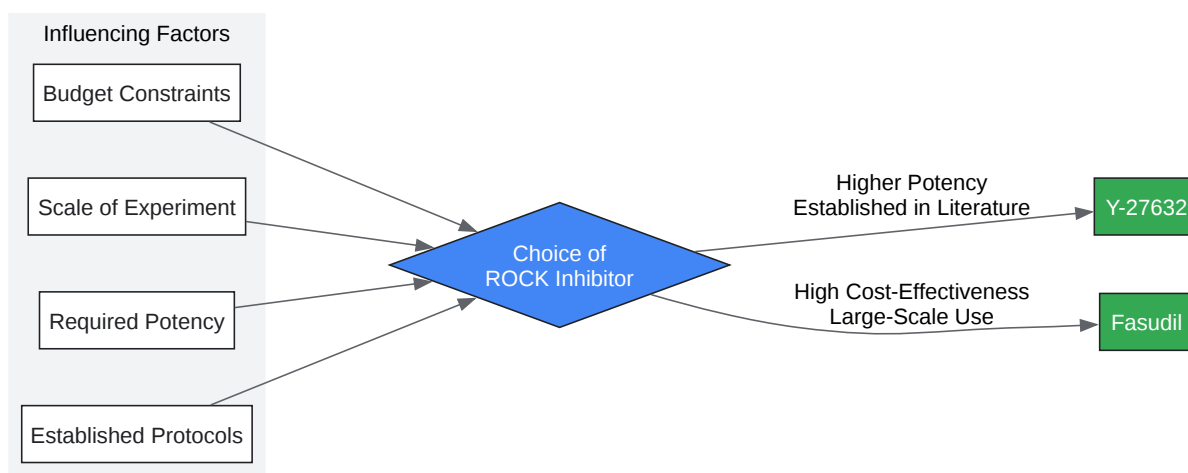 Influencing Factors
Budget Constraints
Scale of Experiment
Required Potency
Established Protocols
Choice of
ROCK Inhibitor
Higher Potency
Established in Literature
High Cost-Effectiveness
Large-Scale Use
Y-27632
Fasudil